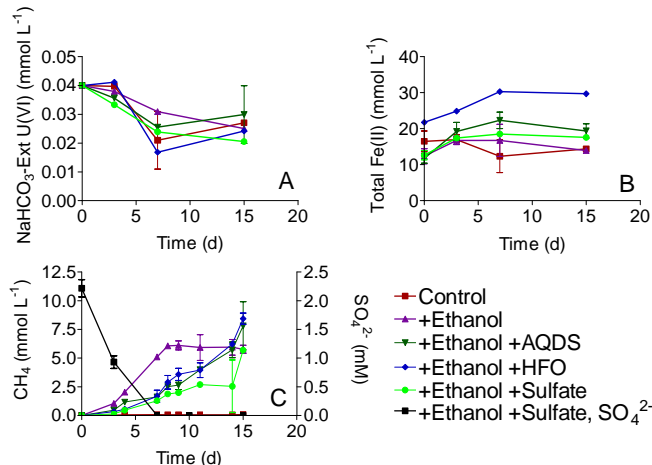 0.05
0.04
0.03
0.02
0.01
0.00
NaHCO₃-Ext U(VI) (mmol L⁻¹)
0 5 10 15 20
Time (d)
A
60
50
40
30
20
10
0
Total Fe(II) (mmol L⁻¹)
0 5 10 15 20
Time (d)
B
12.5
10.0
7.5
5.0
2.5
0.0
CH₄ (mmol L⁻¹)
2.5
2.0
1.5
1.0
0.5
0.0
SO₄²⁻ (mM)
0 5 10 15 20
Time (d)
C
Control
+Ethanol
+Ethanol +AQDS
+Ethanol +HFO
+Ethanol +Sulfate
+Ethanol +Sulfate, SO₄²⁻